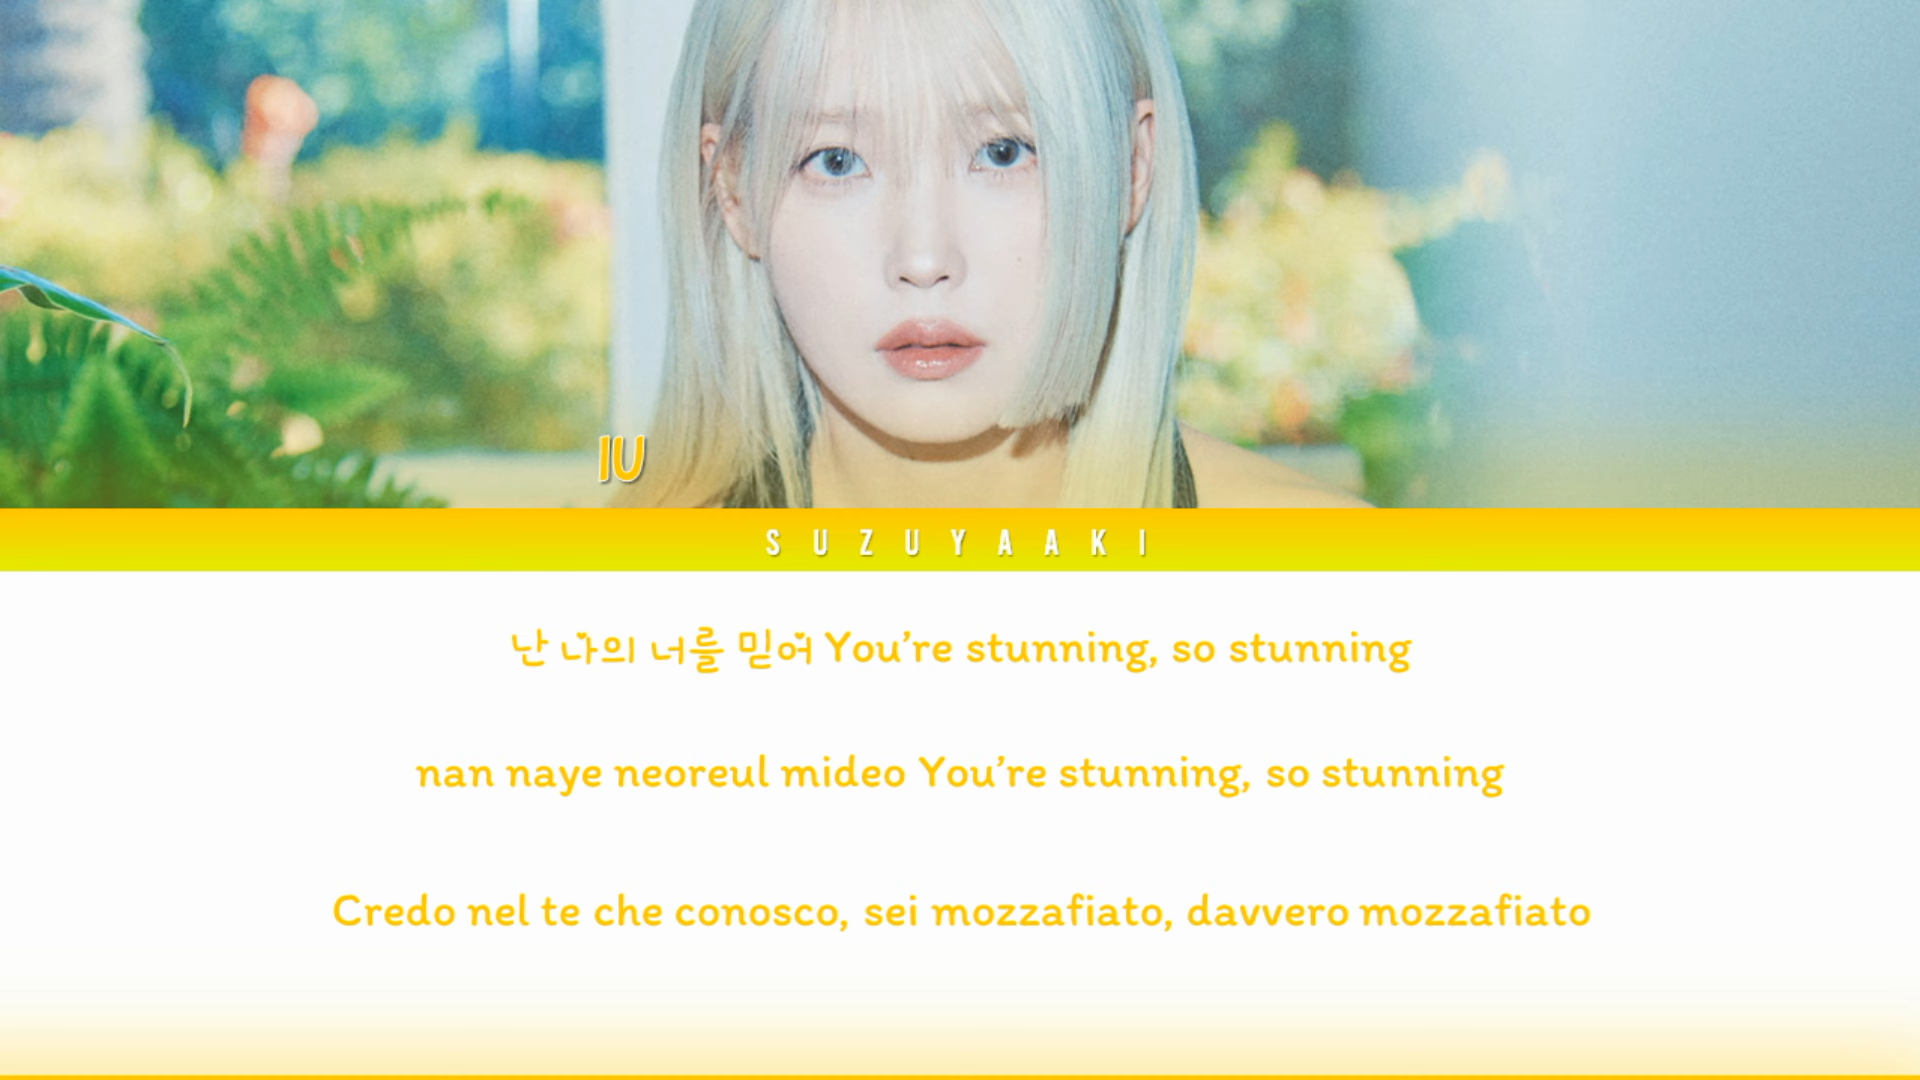 IU
SUZUYAAKI
난 나의 너를 믿어 You’re stunning, so stunning
nan naye neoreul mideo You’re stunning, so stunning
Credo nel te che conosco, sei mozzafiato, davvero mozzafiato